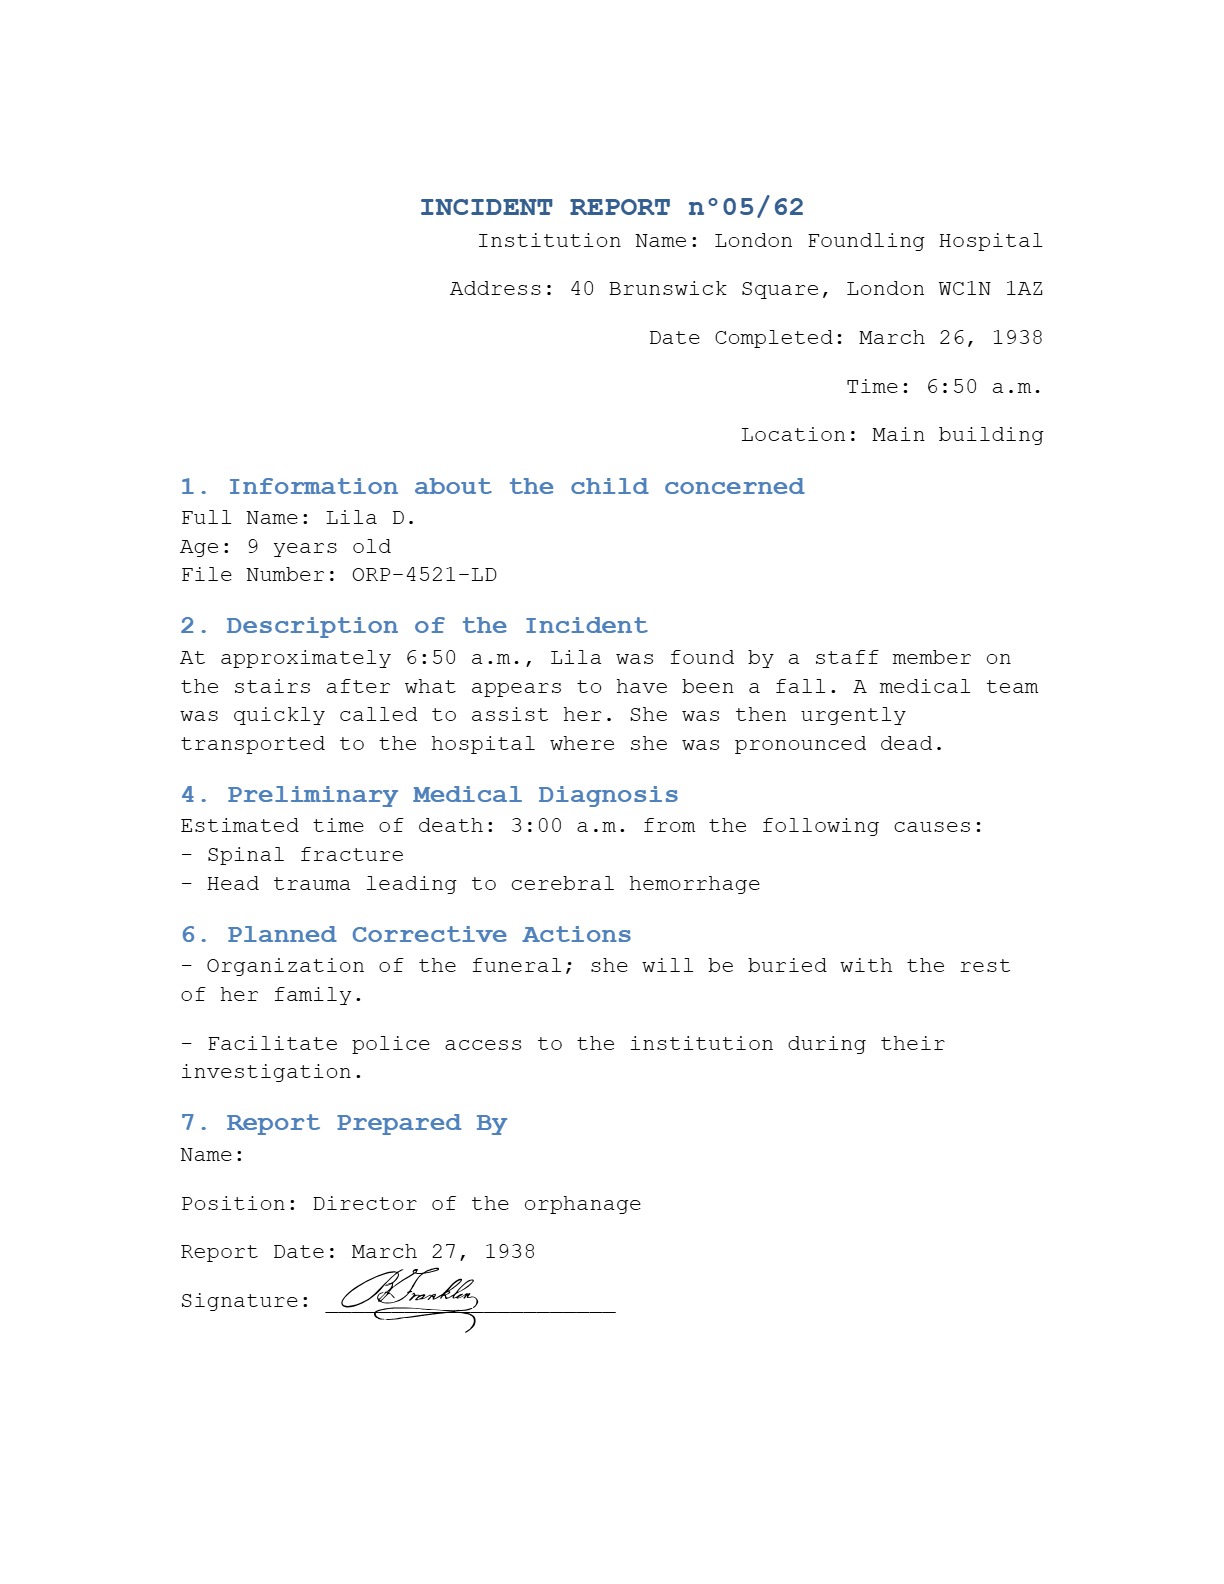 INCIDENT REPORT n°05/62
Institution Name: London Foundling Hospital
Address: 40 Brunswick Square, London WC1N 1AZ
Date Completed: March 26, 1938
Time: 6:50 a.m.
Location: Main building
1. Information about the child concerned
Full Name: Lila D.
Age: 9 years old
File Number: ORP-4521-LD
2. Description of the Incident
At approximately 6:50 a.m., Lila was found by a staff member on
the stairs after what appears to have been a fall. A medical team
was quickly called to assist her. She was then urgently
transported to the hospital where she was pronounced dead.
4. Preliminary Medical Diagnosis
Estimated time of death: 3:00 a.m. from the following causes:
- Spinal fracture
- Head trauma leading to cerebral hemorrhage
6. Planned Corrective Actions
- Organization of the funeral; she will be buried with the rest
of her family.
- Facilitate police access to the institution during their
investigation.
7. Report Prepared By
Name:
Position: Director of the orphanage
Report Date: March 27, 1938
Signature: B Franklin